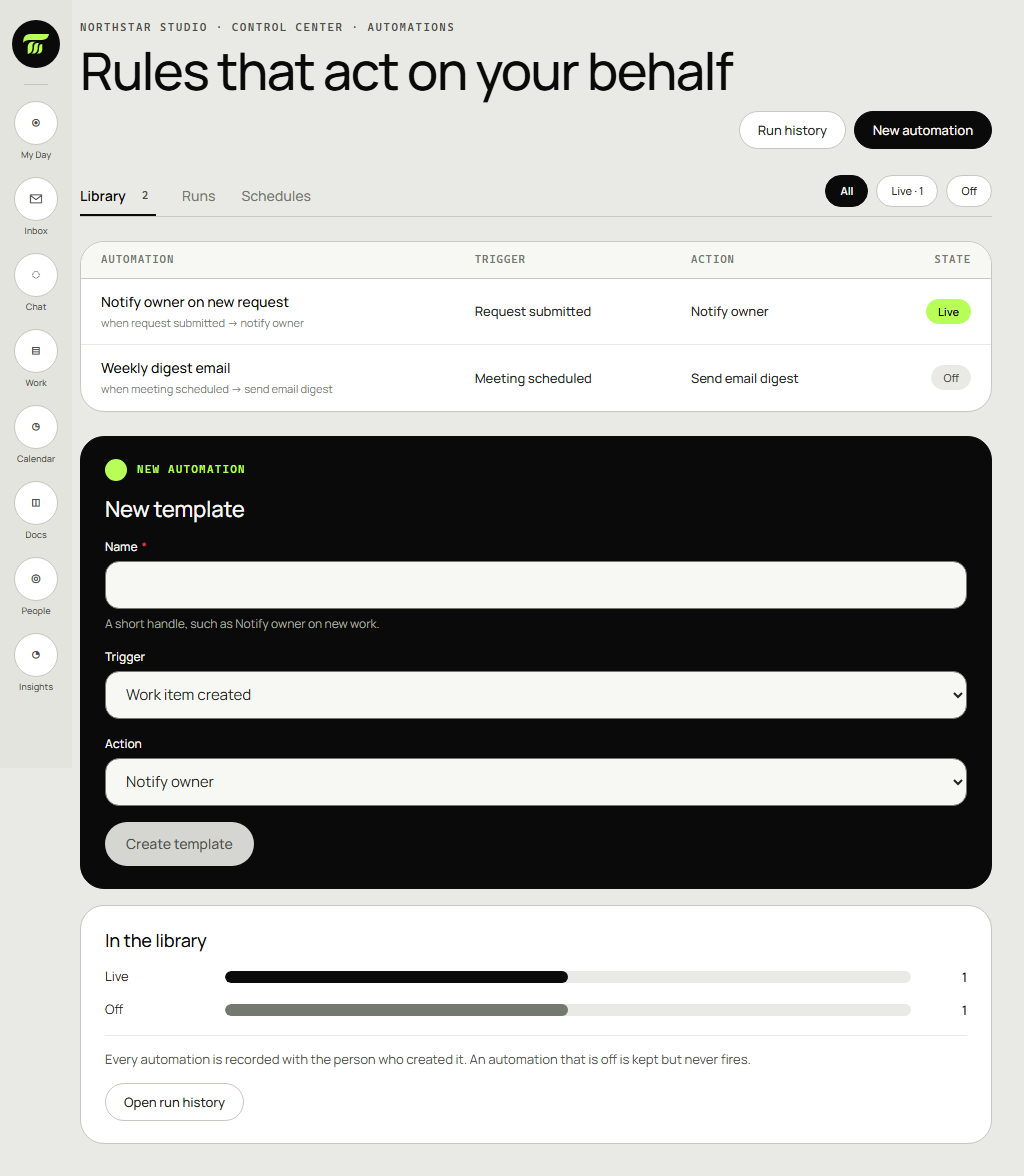 NORTHSTAR STUDIO · CONTROL CENTER · AUTOMATIONS
Rules that act on your behalf
Run history
New automation
Library 2
Runs
Schedules
All
Live · 1
Off
My Day
Inbox
Chat
Work
Calendar
Docs
People
Insights
AUTOMATION TRIGGER ACTION STATE
Notify owner on new request
when request submitted → notify owner
Request submitted
Notify owner
Live
Weekly digest email
when meeting scheduled → send email digest
Meeting scheduled
Send email digest
Off
NEW AUTOMATION
New template
Name *
A short handle, such as Notify owner on new work.
Trigger
Work item created
Action
Notify owner
Create template
In the library
Live 1
Off 1
Every automation is recorded with the person who created it. An automation that is off is kept but never fires.
Open run history